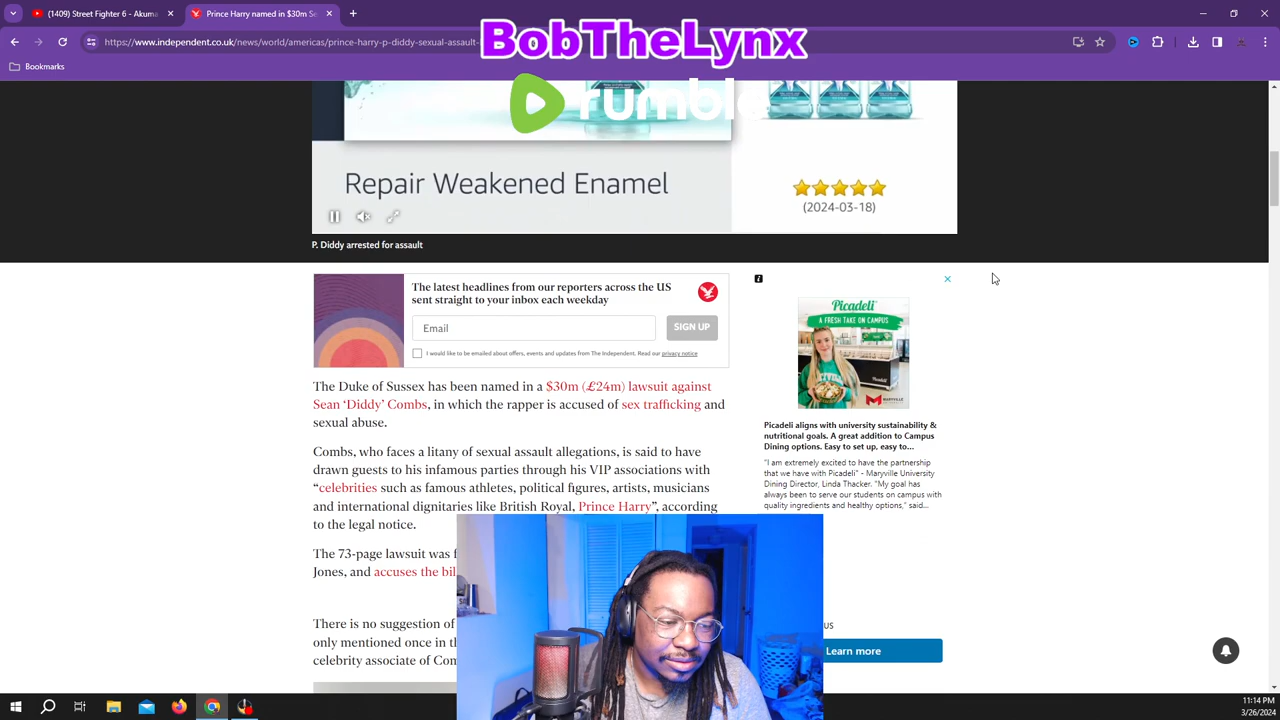 (1409) Street Fighter 6 - Akuma
Prince Harry named in $30m P.
BobTheLynx
https://www.independent.co.uk/news/world/americas/prince-harry-p-diddy-sexual-assault-
Bookmarks
rumble
Repair Weakened Enamel
(2024-03-18)
P. Diddy arrested for assault
The latest headlines from our reporters across the US
sent straight to your inbox each weekday
Email
SIGN UP
I would like to be emailed about offers, events and updates from The Independent. Read our privacy notice
The Duke of Sussex has been named in a $30m (£24m) lawsuit against
Sean ‘Diddy’ Combs, in which the rapper is accused of sex trafficking and
sexual abuse.
Combs, who faces a litany of sexual assault allegations, is said to have
drawn guests to his infamous parties through his VIP associations with
“celebrities such as famous athletes, political figures, artists, musicians
and international dignitaries like British Royal, Prince Harry”, according
to the legal notice.
The 73-page lawsuit was
Jones, and accuses the
There is no suggestion of
only mentioned once in
celebrity associate of
Picadeli
A FRESH TAKE ON CAMPUS
MARYVILLE
Picadeli aligns with university sustainability &
nutritional goals. A great addition to Campus
Dining options. Easy to set up, easy to...
"I am extremely excited to have the partnership
that we have with Picadeli" - Maryville University
Dining Director, Linda Thacker. "My goal has
always been to serve our students on campus with
quality ingredients and healthy options," said...
US
Learn more
11:14 PM
3/26/2024